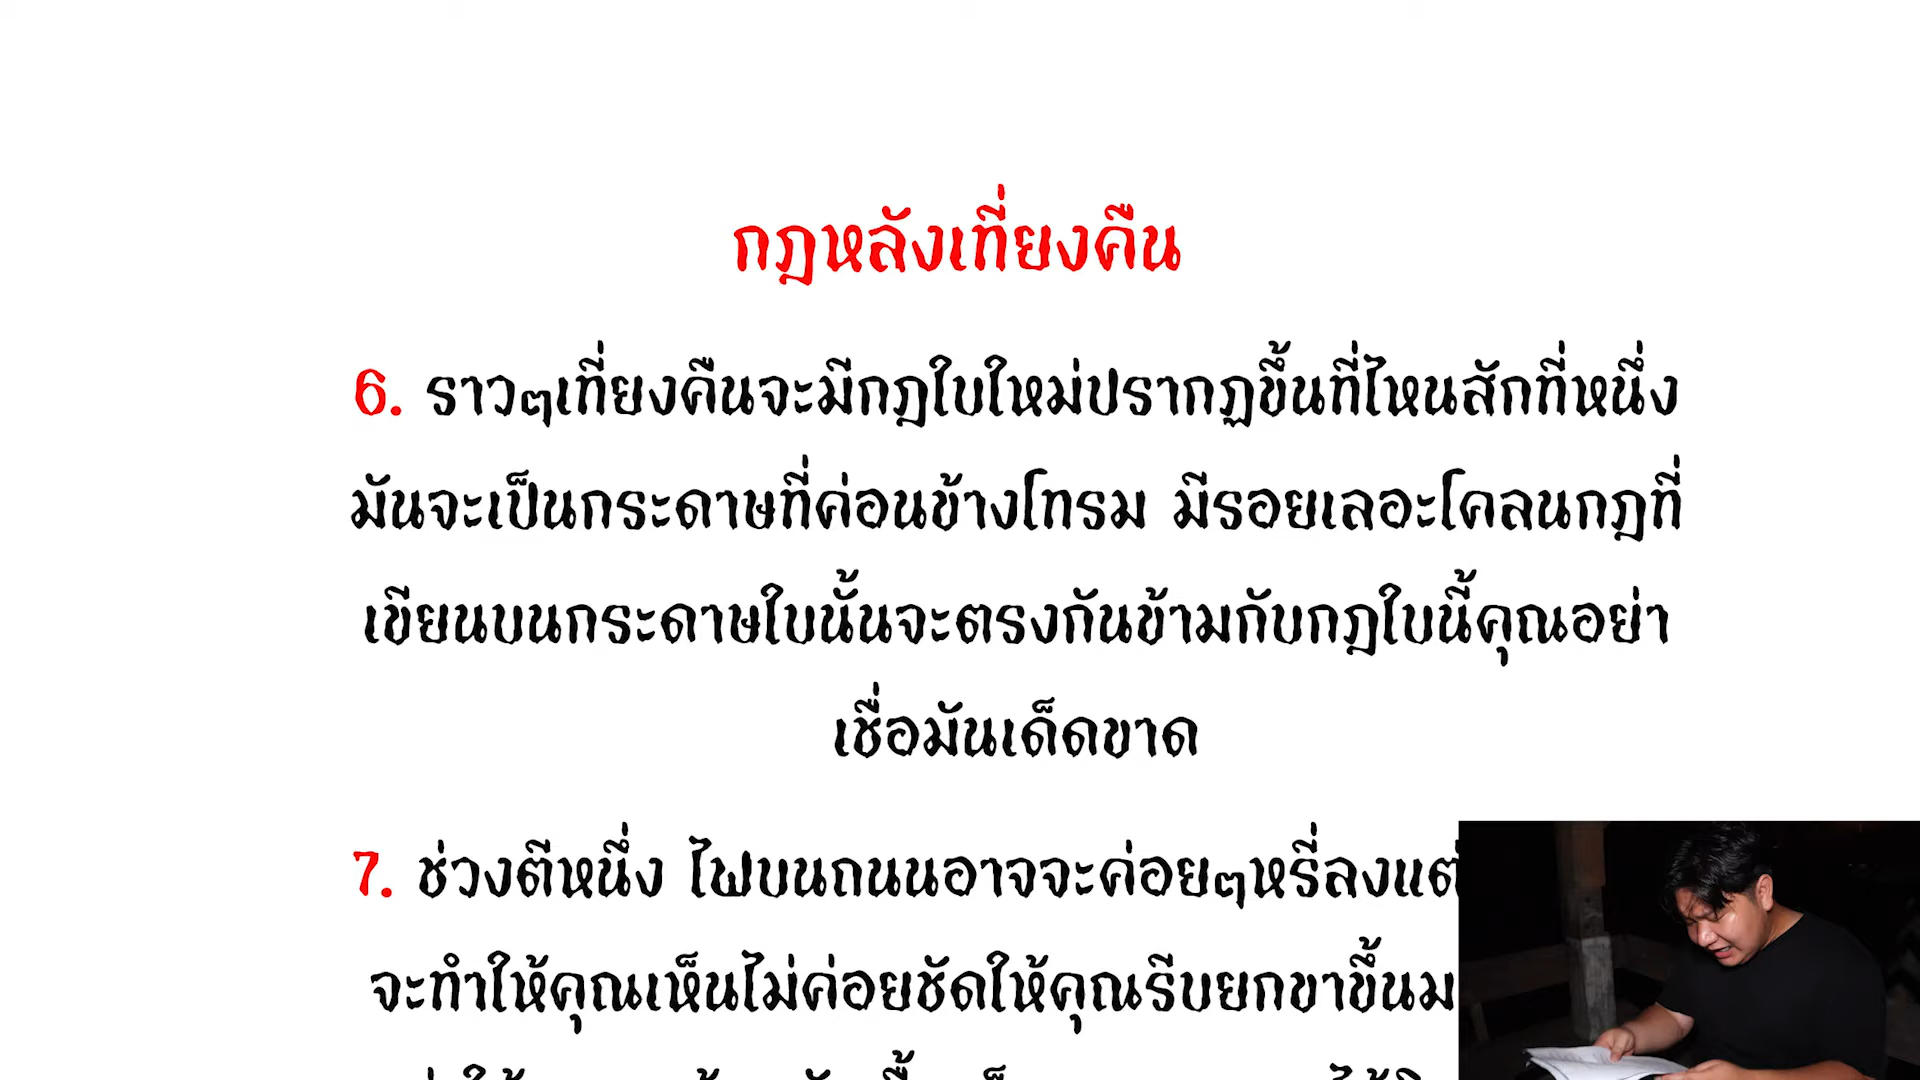 กฎหลังเที่ยงคืน
6. ราวๆเที่ยงคืนจะมีกฎใบใหม่ปรากฏขึ้นที่ไหนสักที่หนึ่ง
มันจะเป็นกระดาษที่ค่อนข้างโทรม มีรอยเลอะโคลนกฎที่
เขียนบนกระดาษใบนั้นจะตรงกันข้ามกับกฎใบนี้คุณอย่า
เชื่อมันเด็ดขาด
7. ช่วงตีหนึ่ง ไฟบนถนนอาจจะค่อยๆหรี่ลงแต่
จะทำให้คุณเห็นไม่ค่อยชัดให้คุณรีบยกขาขึ้นม